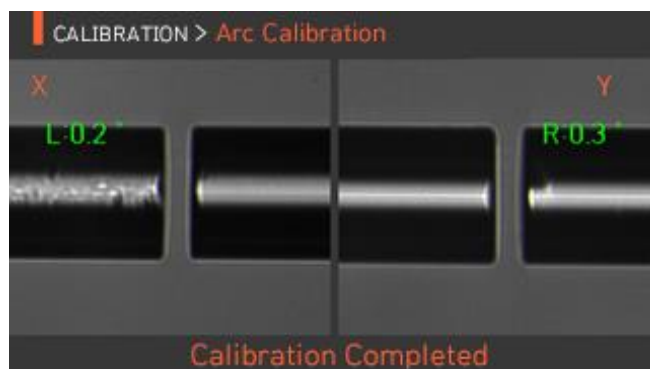 CALIBRATION > Arc Calibration
X
Y
L:0.2°
R:0.3°
Calibration Completed